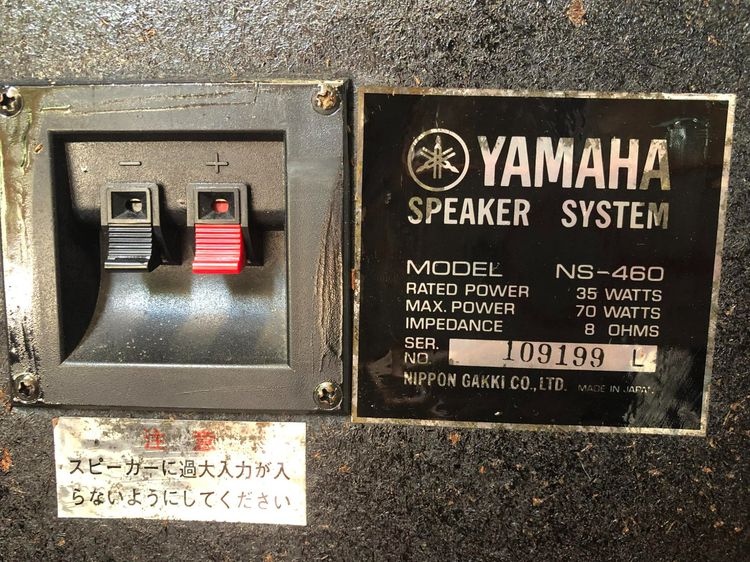 − +
YAMAHA
SPEAKER SYSTEM
MODEL NS-460
RATED POWER 35 WATTS
MAX. POWER 70 WATTS
IMPEDANCE 8 OHMS
SER.
NO. 109199 L
NIPPON GAKKI CO., LTD. MADE IN JAPAN
注意
スピーカーに過大入力が入
らないようにしてください